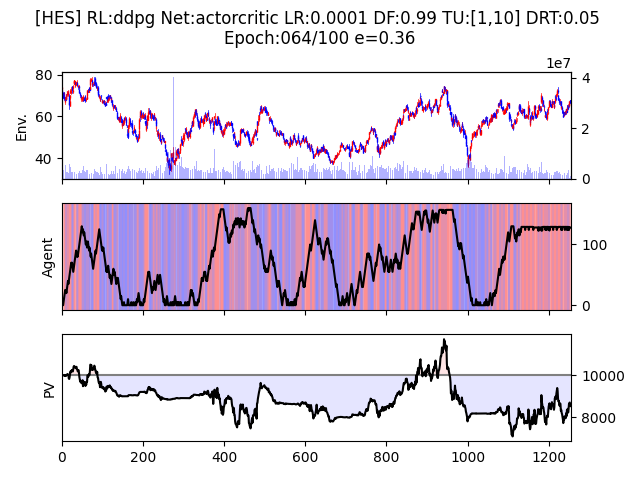 [HES] RL:ddpg Net:actorcritic LR:0.0001 DF:0.99 TU:[1,10] DRT:0.05
Epoch:064/100 e=0.36
1e7
80
60
40
Env.
4
2
0
Agent
100
0
PV
10000
8000
0 200 400 600 800 1000 1200